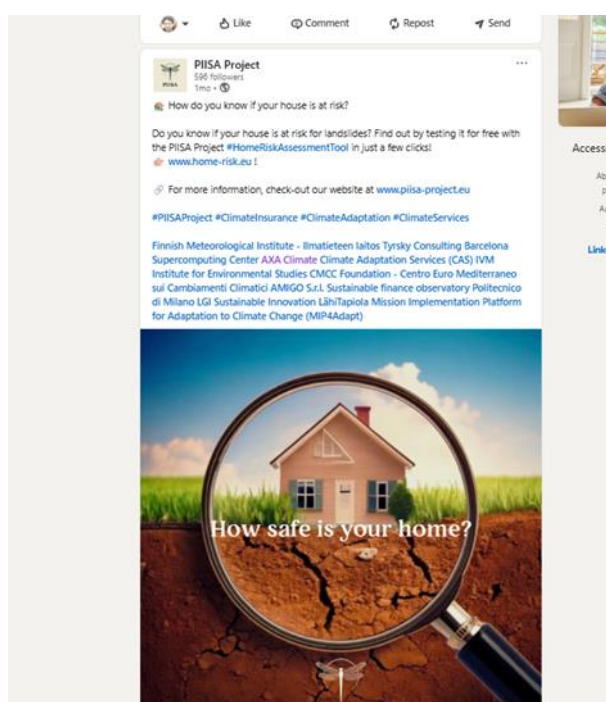 Like Comment Repost Send
PIISA Project
PIISA
596 followers
1mo •
How do you know if your house is at risk?
Do you know if your house is at risk for landslides? Find out by testing it for free with
the PIISA Project #HomeRiskAssessmentTool in just a few clicks!
www.home-risk.eu !
For more information, check-out our website at www.piisa-project.eu
#PIISAProject #ClimateInsurance #ClimateAdaptation #ClimateServices
Finnish Meteorological Institute - Ilmatieteen laitos Tyrsky Consulting Barcelona
Supercomputing Center AXA Climate Climate Adaptation Services (CAS) IVM
Institute for Environmental Studies CMCC Foundation - Centro Euro Mediterraneo
sui Cambiamenti Climatici AMIGO S.r.l. Sustainable finance observatory Politecnico
di Milano LGI Sustainable Innovation LähiTapiola Mission Implementation Platform
for Adaptation to Climate Change (MIP4Adapt)
How safe is your home?
Access
Ab
P
A
Link